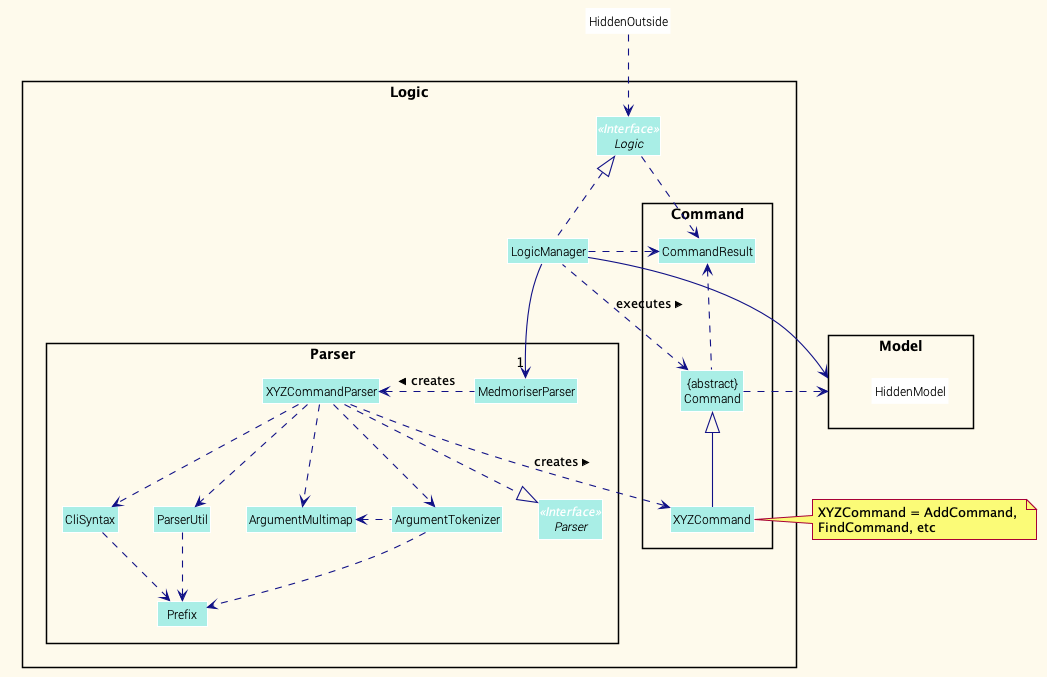 HiddenOutside
Logic
«Interface»
Logic
Command
LogicManager
CommandResult
executes ►
Model
Parser
1
{abstract}
Command
HiddenModel
XYZCommandParser
◄ creates
MedmoriserParser
creates ►
CliSyntax
ParserUtil
ArgumentMultimap
ArgumentTokenizer
«Interface»
Parser
XYZCommand
XYZCommand = AddCommand,
FindCommand, etc
Prefix